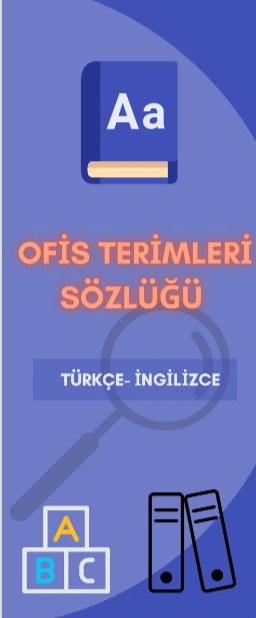 Aa
OFİS TERİMLERİ
SÖZLÜĞÜ
TÜRKÇE- İNGİLİZCE
A
B C